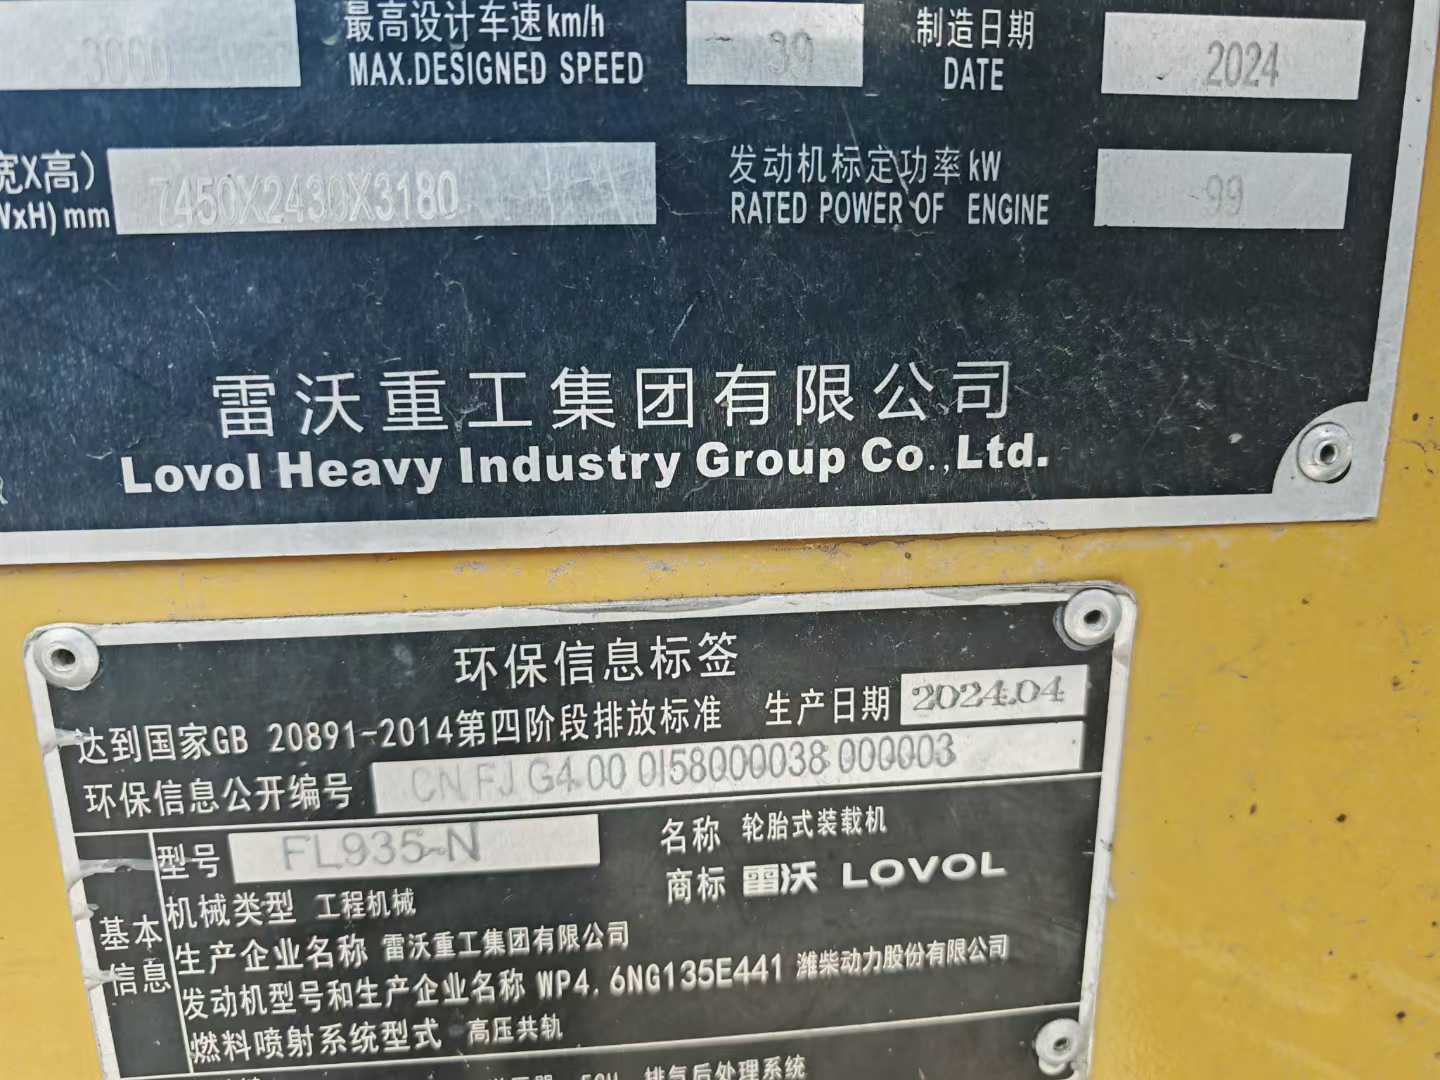 3000 最高设计车速km/h 39 制造日期 2024
MAX.DESIGNED SPEED DATE
宽X高) 7450X2430X3180 发动机标定功率kW 99
WxH) mm RATED POWER OF ENGINE
雷沃重工集团有限公司
Lovol Heavy Industry Group Co.,Ltd.
环保信息标签
达到国家GB 20891-2014第四阶段排放标准 生产日期 2024.04
环保信息公开编号 CN FJ G4 00 0158000038 000003
型号 FL935-N 名称 轮胎式装载机
商标 雷沃 LOVOL
基本信息
机械类型 工程机械
生产企业名称 雷沃重工集团有限公司
发动机型号和生产企业名称 WP4.6NG135E441 潍柴动力股份有限公司
燃料喷射系统型式 高压共轨
ECU 排气后处理系统